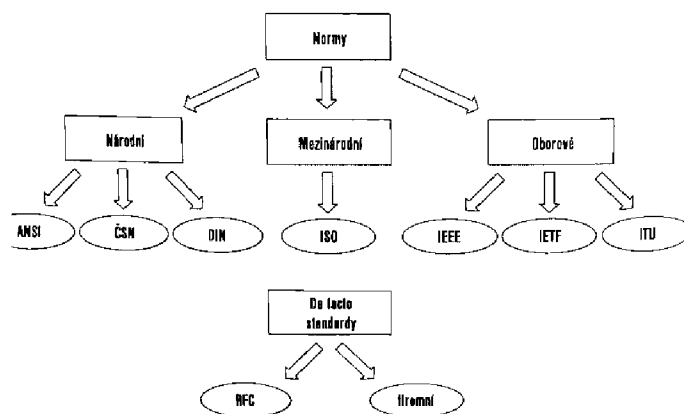 Normy
Národní
Mezinárodní
Oborové
ANSI
ČSN
DIN
ISO
IEEE
IETF
ITU
De facto
standardy
RFC
firemní